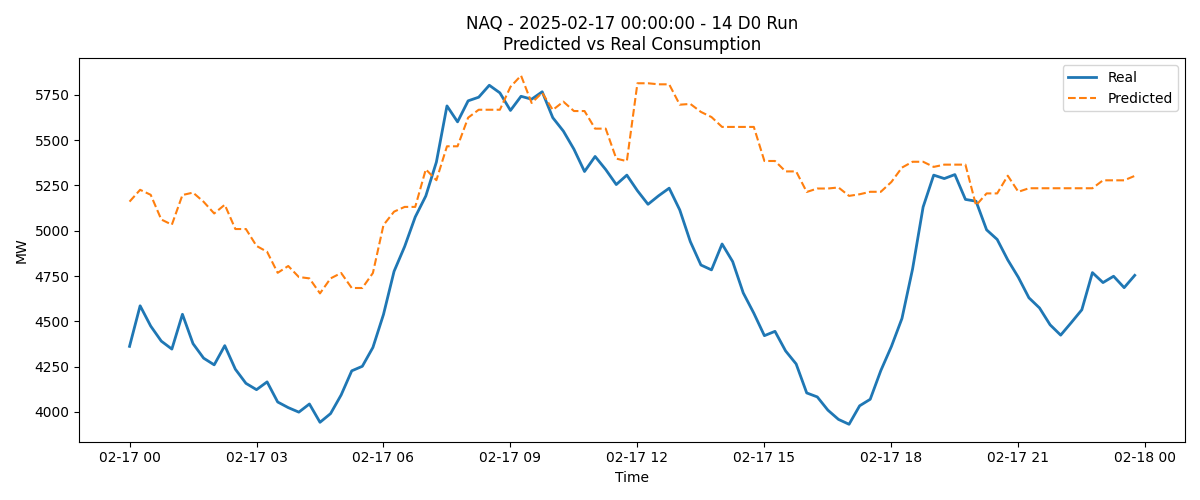 NAQ - 2025-02-17 00:00:00 - 14 D0 Run
Predicted vs Real Consumption
Real
Predicted
MW
5750
5500
5250
5000
4750
4500
4250
4000
02-17 00
02-17 03
02-17 06
02-17 09
02-17 12
02-17 15
02-17 18
02-17 21
02-18 00
Time